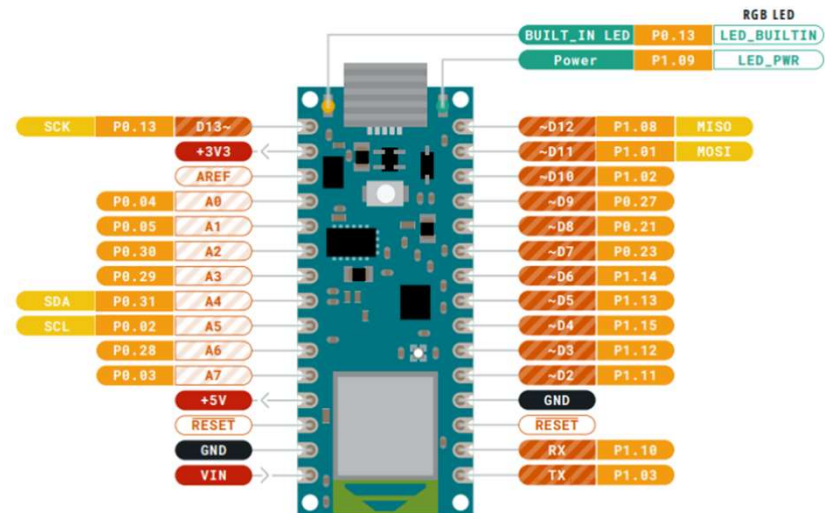 RGB LED
BUILT_IN LED P0.13 LED_BUILTIN
Power P1.09 LED_PWR
SCK P0.13 D13~
+3V3
AREF
P0.04 A0
P0.05 A1
P0.30 A2
P0.29 A3
SDA P0.31 A4
SCL P0.02 A5
P0.28 A6
P0.03 A7
+5V
RESET
GND
VIN
~D12 P1.08 MISO
~D11 P1.01 MOSI
~D10 P1.02
~D9 P0.27
~D8 P0.21
~D7 P0.23
~D6 P1.14
~D5 P1.13
~D4 P1.15
~D3 P1.12
~D2 P1.11
GND
RESET
RX P1.10
TX P1.03